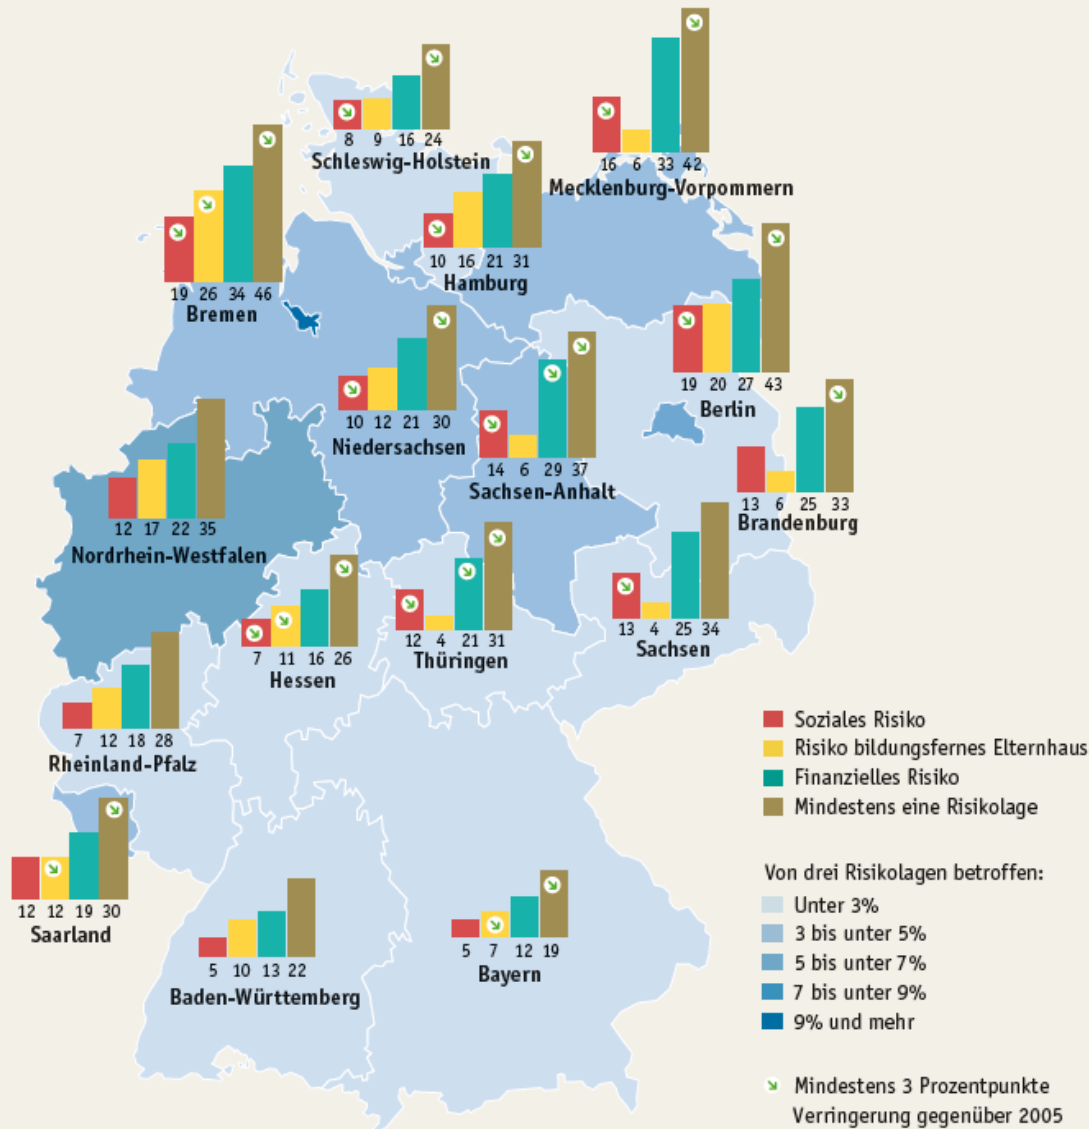 8 9 16 24
Schleswig-Holstein
16 6 33 42
Mecklenburg-Vorpommern
10 16 21 31
Hamburg
19 26 34 46
Bremen
19 20 27 43
Berlin
10 12 21 30
Niedersachsen
14 6 29 37
Sachsen-Anhalt
13 6 25 33
Brandenburg
12 17 22 35
Nordrhein-Westfalen
7 11 16 26
Hessen
12 4 21 31
Thüringen
13 4 25 34
Sachsen
7 12 18 28
Rheinland-Pfalz
12 12 19 30
Saarland
5 10 13 22
Baden-Württemberg
5 7 12 19
Bayern
Soziales Risiko
Risiko bildungsfernes Elternhaus
Finanzielles Risiko
Mindestens eine Risikolage
Von drei Risikolagen betroffen:
Unter 3%
3 bis unter 5%
5 bis unter 7%
7 bis unter 9%
9% und mehr
Mindestens 3 Prozentpunkte
Verringerung gegenüber 2005